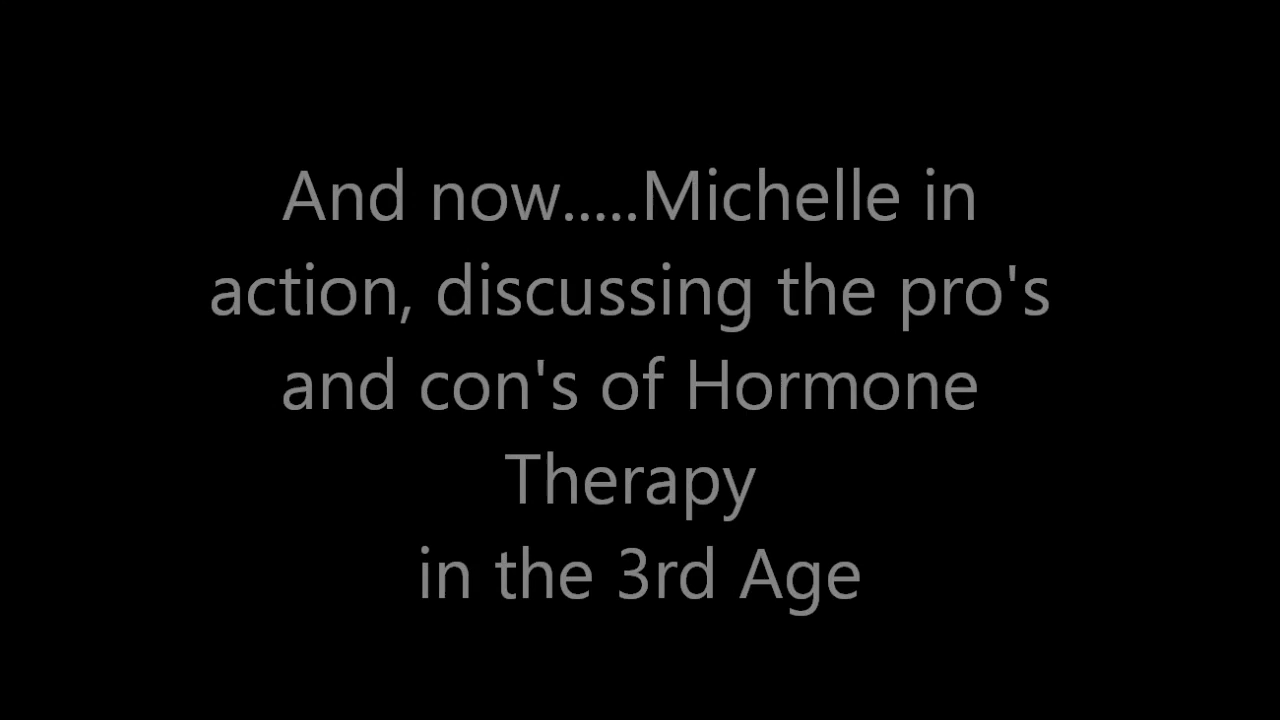 And now.....Michelle in
action, discussing the pro's
and con's of Hormone
Therapy
in the 3rd Age